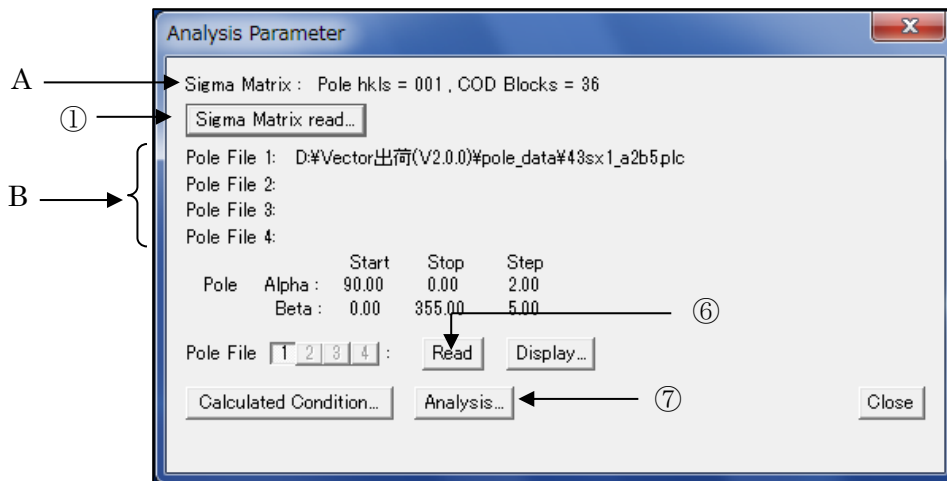 Analysis Parameter
x
A
Sigma Matrix : Pole hkls = 001 , COD Blocks = 36
①
Sigma Matrix read...
B
Pole File 1: D:¥Vector出荷(V2.0.0)¥pole_data¥43sx1_a2b5.plc
Pole File 2:
Pole File 3:
Pole File 4:
Start Stop Step
Pole Alpha : 90.00 0.00 2.00
Beta : 0.00 355.00 5.00
⑥
Pole File 1 2 3 4 : Read Display...
Calculated Condition... Analysis... ⑦ Close